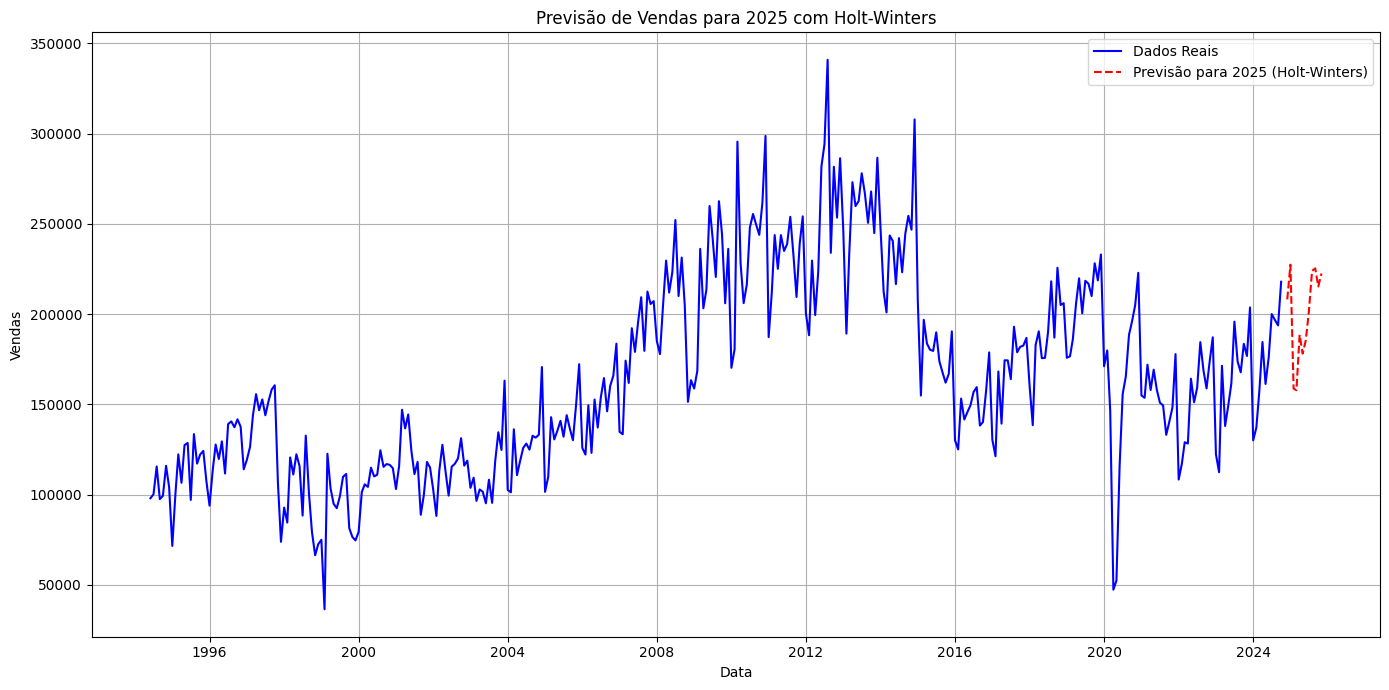 Previsão de Vendas para 2025 com Holt-Winters
Dados Reais
Previsão para 2025 (Holt-Winters)
350000
300000
250000
200000
150000
100000
50000
Vendas
1996 2000 2004 2008 2012 2016 2020 2024
Data